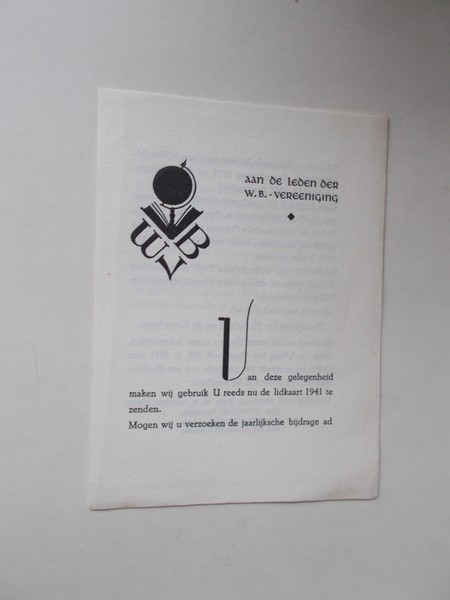 AAN DE LEDEN DER
W.B.-VEREENIGING
W B V
Van deze gelegenheid
maken wij gebruik U reeds nu de lidkaart 1941 te
zenden.
Mogen wij u verzoeken de jaarlijksche bijdrage ad